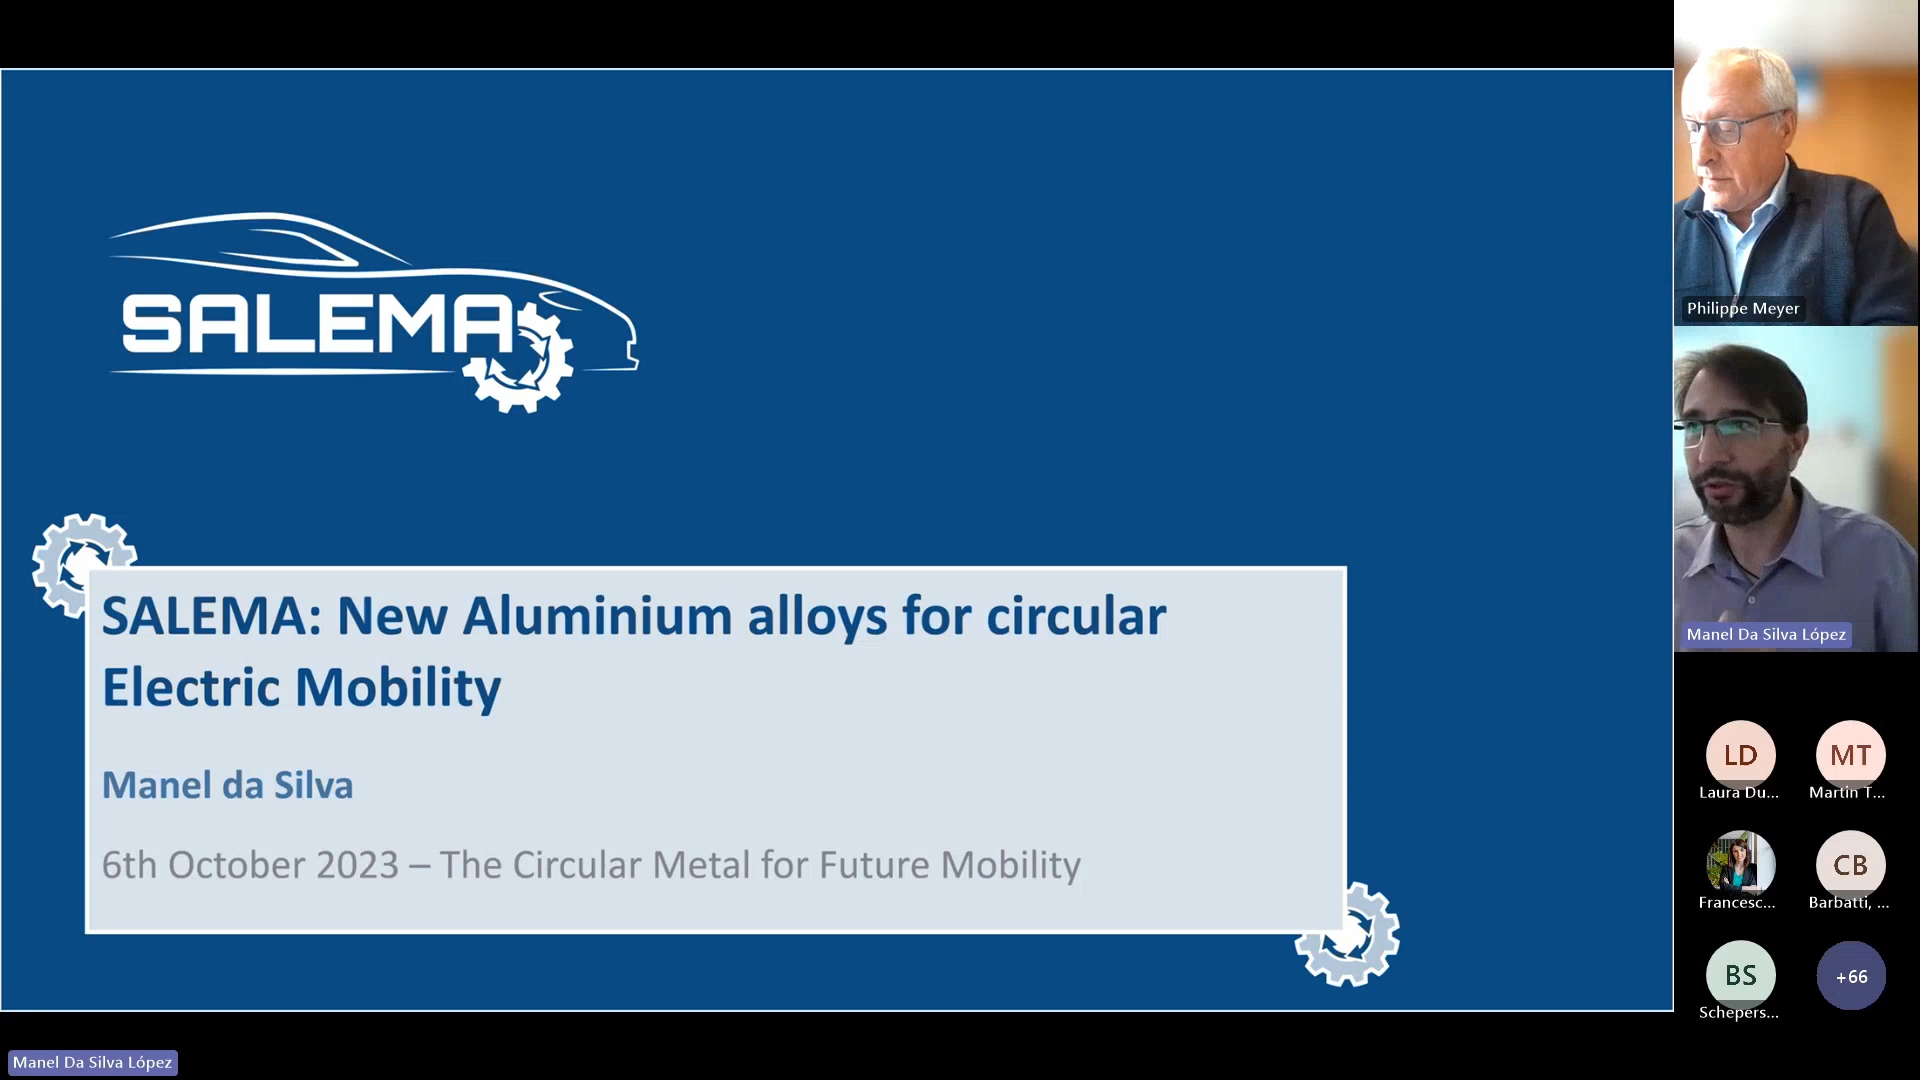 SALEMA
SALEMA: New Aluminium alloys for circular
Electric Mobility
Manel da Silva
6th October 2023 – The Circular Metal for Future Mobility
Philippe Meyer
Manel Da Silva López
LD
Laura Du...
MT
Martin T...
Francesc...
CB
Barbatti, ...
BS
Schepers...
+66
Manel Da Silva López